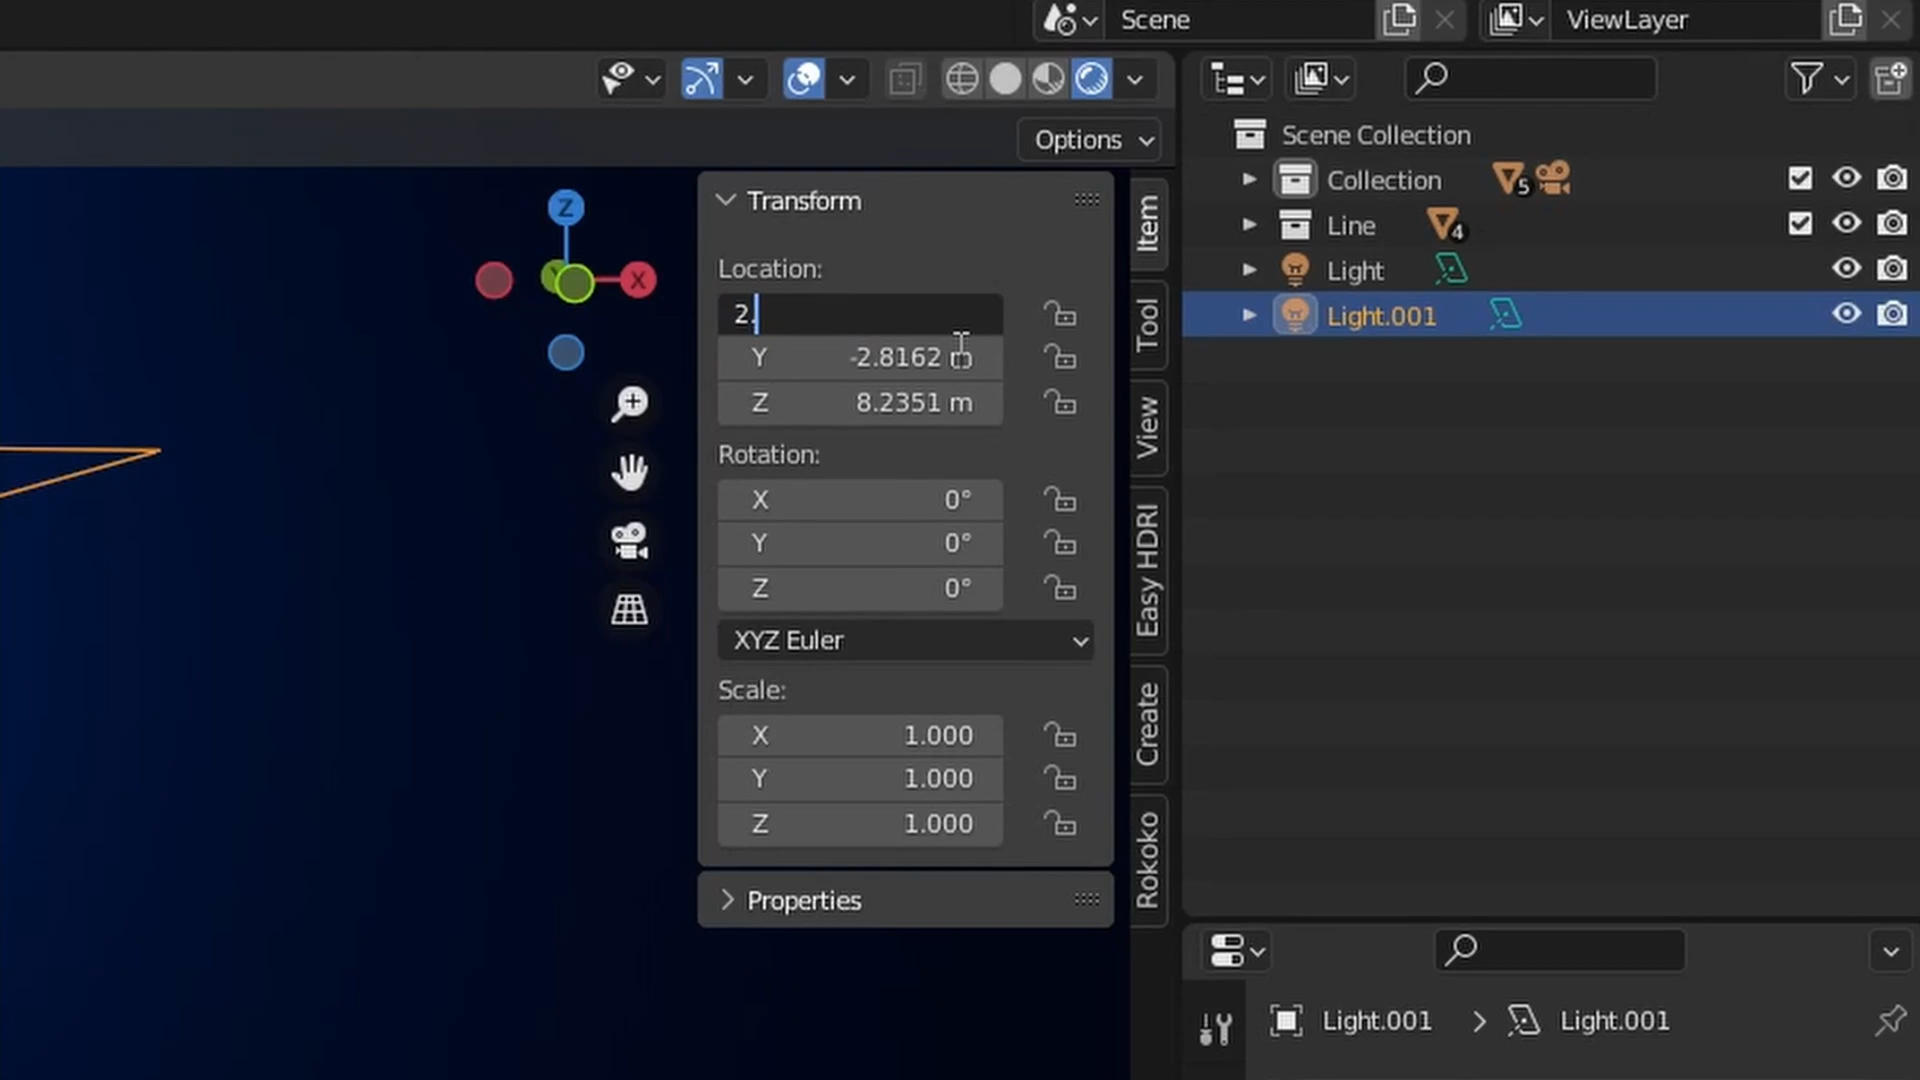 Scene
ViewLayer
Options
Scene Collection
Collection 5
Line 4
Light
Light.001
Z
Y
X
Transform
Location:
2.
Y -2.8162 m
Z 8.2351 m
Rotation:
X 0°
Y 0°
Z 0°
XYZ Euler
Scale:
X 1.000
Y 1.000
Z 1.000
Properties
Item
Tool
View
Easy HDRI
Create
Rokoko
Light.001 > Light.001